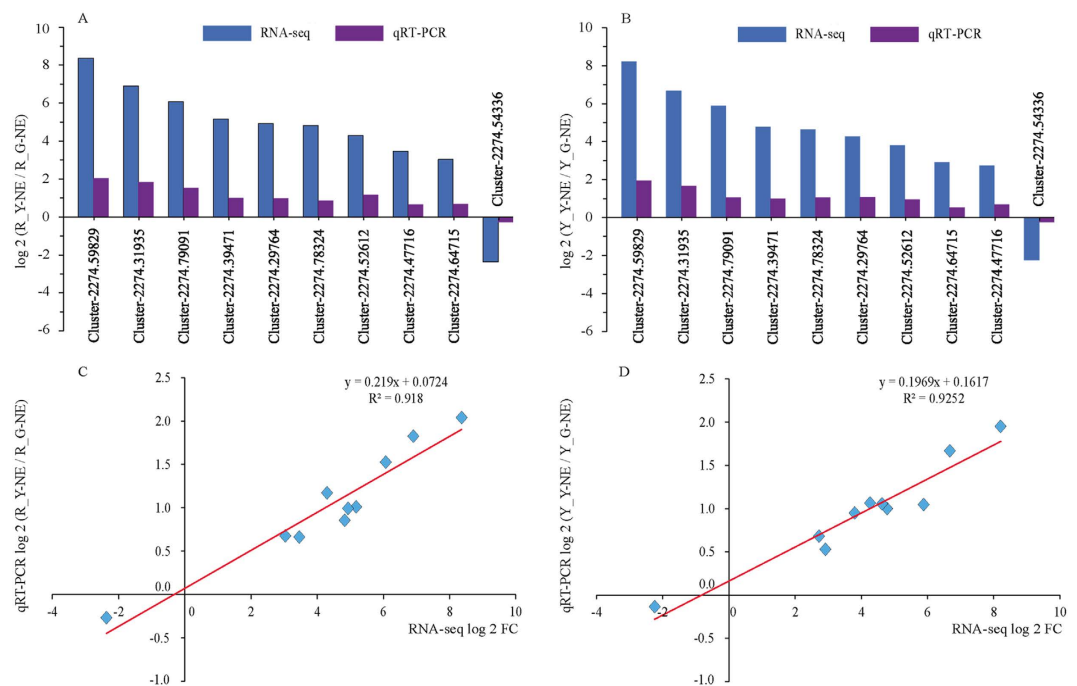 A
RNA-seq
qRT-PCR
log 2 (R_Y-NE / R_G-NE)
10
8
6
4
2
0
-2
-4
-6
Cluster-2274.59829
Cluster-2274.31935
Cluster-2274.79091
Cluster-2274.39471
Cluster-2274.29764
Cluster-2274.78324
Cluster-2274.52612
Cluster-2274.47716
Cluster-2274.64715
Cluster-2274.54336
B
RNA-seq
qRT-PCR
log 2 (Y_Y-NE / Y_G-NE)
10
8
6
4
2
0
-2
-4
-6
Cluster-2274.59829
Cluster-2274.31935
Cluster-2274.79091
Cluster-2274.39471
Cluster-2274.78324
Cluster-2274.29764
Cluster-2274.52612
Cluster-2274.64715
Cluster-2274.47716
Cluster-2274.54336
C
y = 0.219x + 0.0724
R² = 0.918
qRT-PCR log 2 (R_Y-NE / R_G-NE)
2.5
2.0
1.5
1.0
0.5
0.0
-0.5
-1.0
-4
-2
0
2
4
6
8
10
RNA-seq log 2 FC
D
y = 0.1969x + 0.1617
R² = 0.9252
qRT-PCR log 2 (Y_Y-NE / Y_G-NE)
2.5
2.0
1.5
1.0
0.5
0.0
-0.5
-1.0
-4
-2
0
2
4
6
8
10
RNA-seq log 2 FC